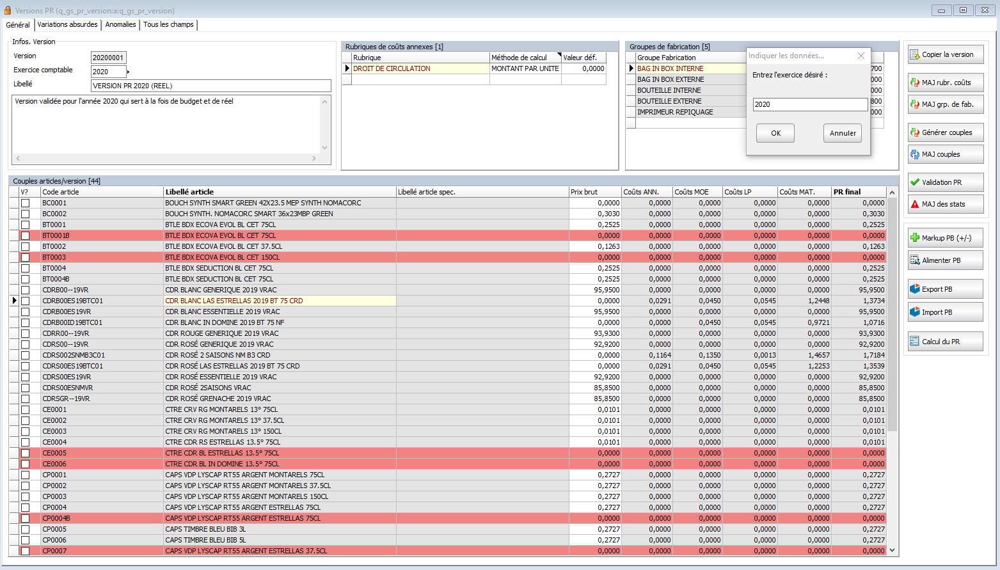 Versions PR (q_gs_pr_version:a:q_gs_pr_version)
Général Variations absurdes Anomalies Tous les champs
Infos. Version
Version 20200001
Exercice comptable 2020
Libellé VERSION PR 2020 (REEL)
Version validée pour l'année 2020 qui sert à la fois de budget et de réel
Rubriques de coûts annexes [1]
Rubrique Méthode de calcul Valeur déf.
DROIT DE CIRCULATION MONTANT PAR UNITE 0,0000
Groupes de fabrication [5]
Groupe Fabrication
BAG IN BOX INTERNE 700
BAG IN BOX EXTERNE 000
BOUTEILLE INTERNE
BOUTEILLE EXTERNE 800
IMPRIMEUR REPIQUAGE 000
Indiquer les données...
Entrez l'exercice désiré :
2020
OK Annuler
Copier la version
MAJ rubr. coûts
MAJ grp. de fab.
Générer couples
MAJ couples
Validation PR
MAJ des stats
Markup PB (+/-)
Alimenter PB
Export PB
Import PB
Calcul du PR
Couples articles/version [44]
V? Code article Libellé article Libellé article spec. Prix brut Coûts ANN. Coûts MOE Coûts LP Coûts MAT. PR final
BC0001 BOUCH SYNTH SMART GREEN 42X23.5 MEP SYNTH NOMACORC 0,0000 0,0000 0,0000 0,0000 0,0000 0,0000
BC0002 BOUCH SYNTH. NOMACORC SMART 36x23MBP GREEN 0,3030 0,0000 0,0000 0,0000 0,0000 0,3030
BT0001 BTLE BDX ECOVA EVOL BL CET 75CL 0,2525 0,0000 0,0000 0,0000 0,0000 0,2525
BT0001B BTLE BDX ECOVA EVOL BL CET 75CL 0,0000 0,0000 0,0000 0,0000 0,0000 0,0000
BT0002 BTLE BDX ECOVA EVOL BL CET 37.5CL 0,1263 0,0000 0,0000 0,0000 0,0000 0,1263
BT0003 BTLE BDX ECOVA EVOL BL CET 150CL 0,0000 0,0000 0,0000 0,0000 0,0000 0,0000
BT0004 BTLE BDX SEDUCTION BL CET 75CL 0,2525 0,0000 0,0000 0,0000 0,0000 0,2525
BT0004B BTLE BDX SEDUCTION BL CET 75CL 0,2525 0,0000 0,0000 0,0000 0,0000 0,2525
CDRB00--19VR CDR BLANC GENERIQUE 2019 VRAC 95,9500 0,0000 0,0000 0,0000 0,0000 95,9500
CDRB00ES19BTC01 CDR BLANC LAS ESTRELLAS 2019 BT 75 CRD 0,0000 0,0291 0,0450 0,0545 1,2448 1,3734
CDRB00ES19VR CDR BLANC ESSENTIELLE 2019 VRAC 95,9500 0,0000 0,0000 0,0000 0,0000 95,9500
CDRB00ID19BTC01 CDR BLANC IN DOMINE 2019 BT 75 NF 0,0000 0,0000 0,0450 0,0545 0,9721 1,0716
CDRR00--19VR CDR ROUGE GENERIQUE 2019 VRAC 93,9300 0,0000 0,0000 0,0000 0,0000 93,9300
CDRS00--19VR CDR ROSÉ GENERIQUE 2019 VRAC 92,9200 0,0000 0,0000 0,0000 0,0000 92,9200
CDRS002SNMB3C01 CDR ROSÉ 2 SAISONS NM B3 CRD 0,0000 0,1164 0,1350 0,0013 1,4657 1,7184
CDRS00ES19BTC01 CDR ROSÉ LAS ESTRELLAS 2019 BT 75 CRD 0,0000 0,0291 0,0450 0,0545 1,2253 1,3539
CDRS00ES19VR CDR ROSÉ ESSENTIELLE 2019 VRAC 92,9200 0,0000 0,0000 0,0000 0,0000 92,9200
CDRS00ESNMVR CDR ROSÉ 2SAISONS VRAC 85,8500 0,0000 0,0000 0,0000 0,0000 85,8500
CDRSGR--19VR CDR ROSÉ GRENACHE 2019 VRAC 85,8500 0,0000 0,0000 0,0000 0,0000 85,8500
CE0001 CTRE CRV RG MONTARELS 13° 75CL 0,0101 0,0000 0,0000 0,0000 0,0000 0,0101
CE0002 CTRE CRV RG MONTARELS 13° 37.5CL 0,0101 0,0000 0,0000 0,0000 0,0000 0,0101
CE0003 CTRE CRV RG MONTARELS 13° 150CL 0,0101 0,0000 0,0000 0,0000 0,0000 0,0101
CE0004 CTRE CDR RS ESTRELLAS 13.5° 75CL 0,0101 0,0000 0,0000 0,0000 0,0000 0,0101
CE0005 CTRE CDR BL ESTRELLAS 13.5° 75CL 0,0000 0,0000 0,0000 0,0000 0,0000 0,0000
CE0006 CTRE CDR BL IN DOMINE 13.5° 75CL 0,0000 0,0000 0,0000 0,0000 0,0000 0,0000
CP0001 CAPS VDP LYSCAP RT55 ARGENT MONTARELS 75CL 0,2727 0,0000 0,0000 0,0000 0,0000 0,2727
CP0002 CAPS VDP LYSCAP RT55 ARGENT MONTARELS 37.5CL 0,2727 0,0000 0,0000 0,0000 0,0000 0,2727
CP0003 CAPS VDP LYSCAP RT55 ARGENT MONTARELS 150CL 0,2727 0,0000 0,0000 0,0000 0,0000 0,2727
CP0004 CAPS VDP LYSCAP RT55 ARGENT ESTRELLAS 75CL 0,2727 0,0000 0,0000 0,0000 0,0000 0,2727
CP0004B CAPS VDP LYSCAP RT55 ARGENT ESTRELLAS 75CL 0,0000 0,0000 0,0000 0,0000 0,0000 0,0000
CP0005 CAPS TIMBRE BLEU BIB 3L 0,2727 0,0000 0,0000 0,0000 0,0000 0,2727
CP0006 CAPS TIMBRE BLEU BIB 5L 0,2727 0,0000 0,0000 0,0000 0,0000 0,2727
CP0007 CAPS VDP LYSCAP RT55 ARGENT ESTRELLAS 37.5CL 0,0000 0,0000 0,0000 0,0000 0,0000 0,0000